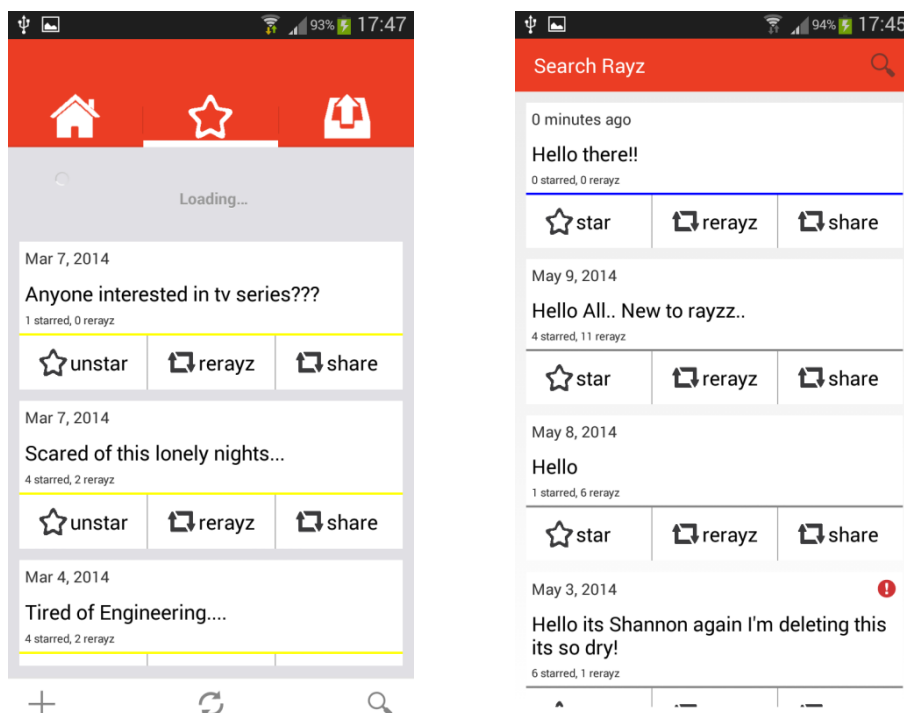 93% 17:47
Loading...
Mar 7, 2014
Anyone interested in tv series???
1 starred, 0 rerayz
unstar rerayz share
Mar 7, 2014
Scared of this lonely nights...
4 starred, 2 rerayz
unstar rerayz share
Mar 4, 2014
Tired of Engineering....
4 starred, 2 rerayz
94% 17:45
Search Rayz
0 minutes ago
Hello there!!
0 starred, 0 rerayz
star rerayz share
May 9, 2014
Hello All.. New to rayzz..
4 starred, 11 rerayz
star rerayz share
May 8, 2014
Hello
1 starred, 6 rerayz
star rerayz share
May 3, 2014
Hello its Shannon again I'm deleting this
its so dry!
6 starred, 1 rerayz